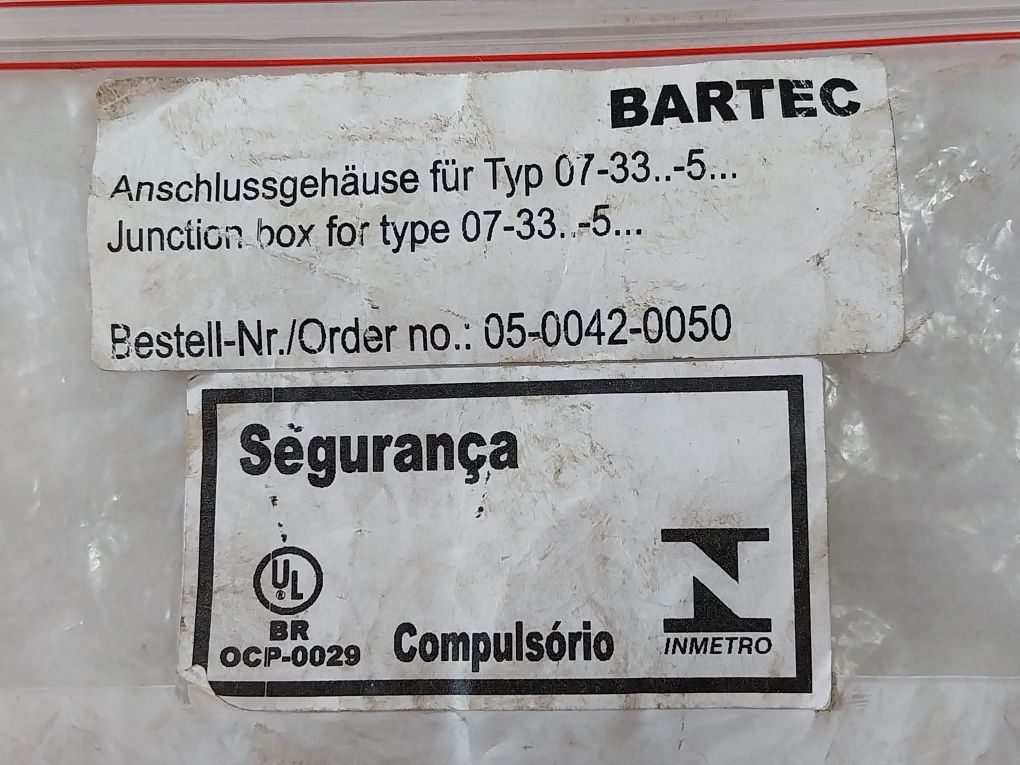 BARTEC
Anschlussgehäuse für Typ 07-33..-5...
Junction box for type 07-33..-5...
Bestell-Nr./Order no.: 05-0042-0050
Segurança
UL
®
BR
OCP-0029
Compulsório
INMETRO